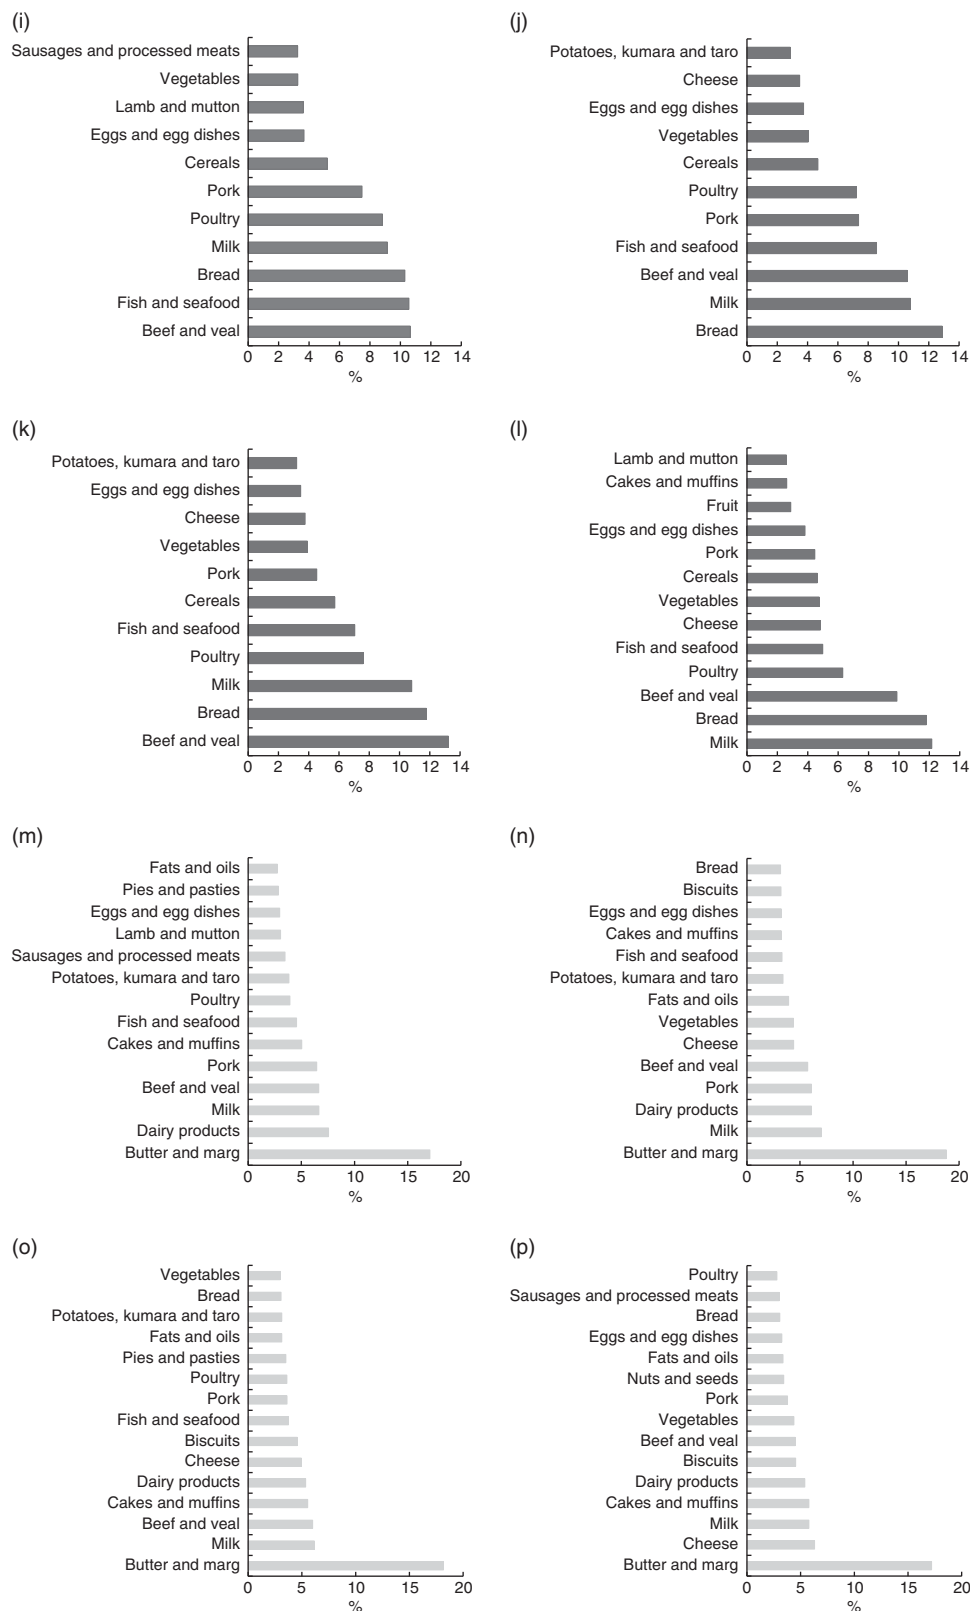 (i)
Sausages and processed meats
Vegetables
Lamb and mutton
Eggs and egg dishes
Cereals
Pork
Poultry
Milk
Bread
Fish and seafood
Beef and veal
0 2 4 6 8 10 12 14
%
(j)
Potatoes, kumara and taro
Cheese
Eggs and egg dishes
Vegetables
Cereals
Poultry
Pork
Fish and seafood
Beef and veal
Milk
Bread
0 2 4 6 8 10 12 14
%
(k)
Potatoes, kumara and taro
Eggs and egg dishes
Cheese
Vegetables
Pork
Cereals
Fish and seafood
Poultry
Milk
Bread
Beef and veal
0 2 4 6 8 10 12 14
%
(l)
Lamb and mutton
Cakes and muffins
Fruit
Eggs and egg dishes
Pork
Cereals
Vegetables
Cheese
Fish and seafood
Poultry
Beef and veal
Bread
Milk
0 2 4 6 8 10 12 14
%
(m)
Fats and oils
Pies and pasties
Eggs and egg dishes
Lamb and mutton
Sausages and processed meats
Potatoes, kumara and taro
Poultry
Fish and seafood
Cakes and muffins
Pork
Beef and veal
Milk
Dairy products
Butter and marg
0 5 10 15 20
%
(n)
Bread
Biscuits
Eggs and egg dishes
Cakes and muffins
Fish and seafood
Potatoes, kumara and taro
Fats and oils
Vegetables
Cheese
Beef and veal
Pork
Dairy products
Milk
Butter and marg
0 5 10 15 20
%
(o)
Vegetables
Bread
Potatoes, kumara and taro
Fats and oils
Pies and pasties
Poultry
Pork
Fish and seafood
Biscuits
Cheese
Dairy products
Cakes and muffins
Beef and veal
Milk
Butter and marg
0 5 10 15 20
%
(p)
Poultry
Sausages and processed meats
Bread
Eggs and egg dishes
Fats and oils
Nuts and seeds
Pork
Vegetables
Beef and veal
Biscuits
Dairy products
Cakes and muffins
Milk
Cheese
Butter and marg
0 5 10 15 20
%